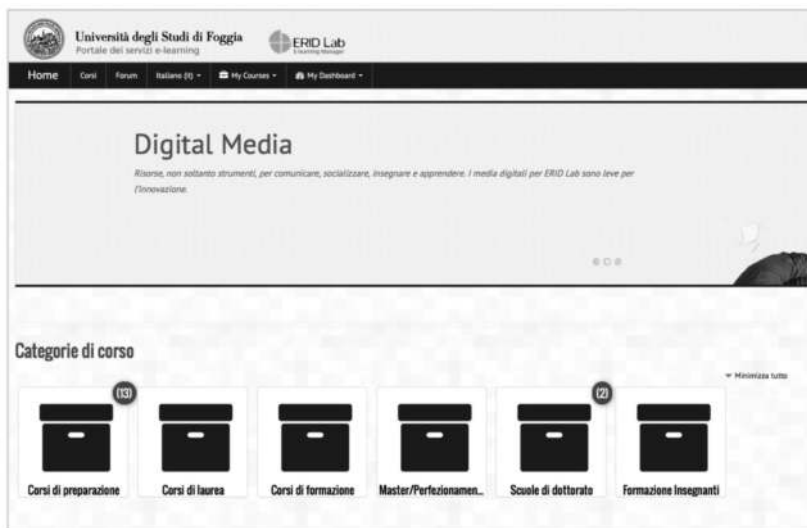 Università degli Studi di Foggia
Portale dei servizi e-learning
ERID Lab
E-learning Manager
Home Corsi Forum Italiano (it) My Courses My Dashboard
Digital Media
Risorse, non soltanto strumenti, per comunicare, socializzare, insegnare e apprendere. I media digitali per ERID Lab sono leve per
l'innovazione.
Categorie di corso
Minimizza tutto
(13) (2)
Corsi di preparazione Corsi di laurea Corsi di formazione Master/Perfezionamen... Scuole di dottorato Formazione Insegnanti